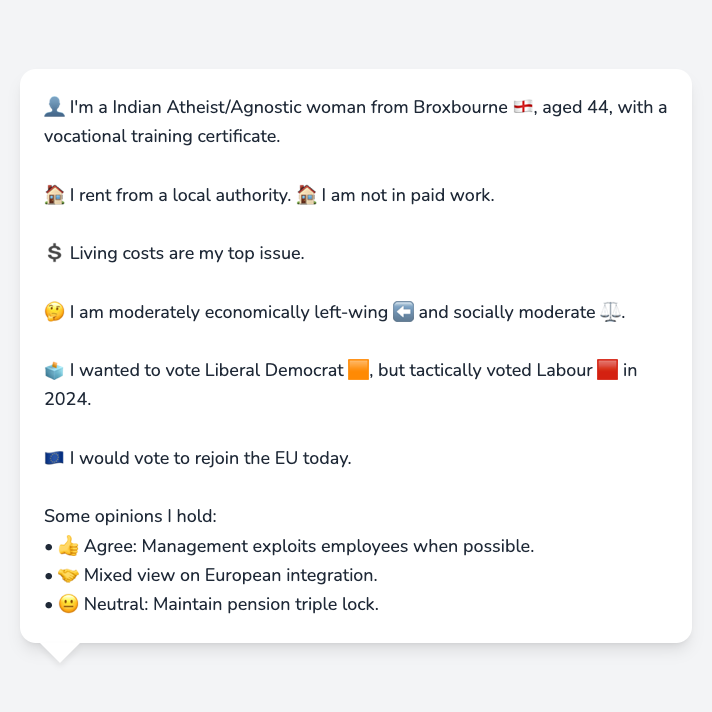 👤 I'm a Indian Atheist/Agnostic woman from Broxbourne 🏴󠁧󠁢󠁥󠁮󠁧󠁿, aged 44, with a
vocational training certificate.
🏠 I rent from a local authority. 🏠 I am not in paid work.
💲 Living costs are my top issue.
🤔 I am moderately economically left-wing ⬅️ and socially moderate ⚖️.
🗳️ I wanted to vote Liberal Democrat 🟧, but tactically voted Labour 🟥 in
2024.
🇪🇺 I would vote to rejoin the EU today.
Some opinions I hold:
• 👍 Agree: Management exploits employees when possible.
• 🤝 Mixed view on European integration.
• 😐 Neutral: Maintain pension triple lock.